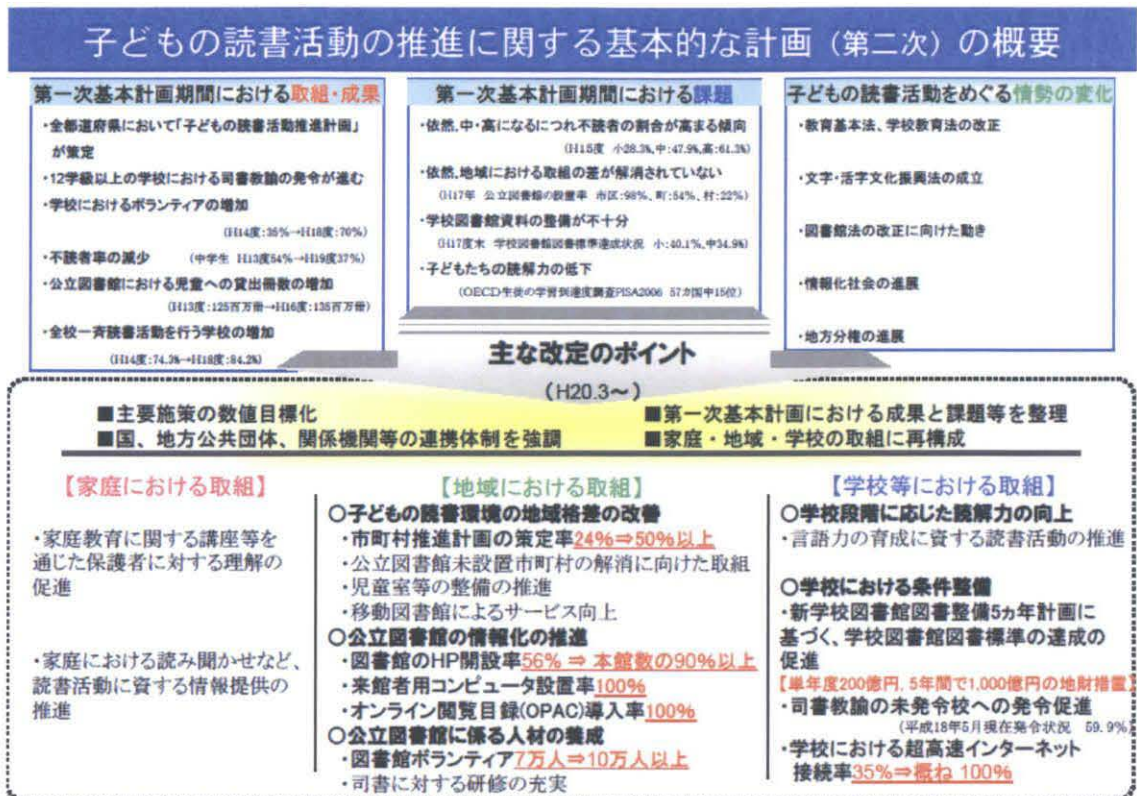 子どもの読書活動の推進に関する基本的な計画（第二次）の概要
第一次基本計画期間における取組・成果
・全都道府県において「子どもの読書活動推進計画」
が策定
・12学級以上の学校における司書教諭の発令が進む
・学校におけるボランティアの増加
(H14度:35%→H18度:70%)
・不読者率の減少　(中学生 H13度54%→H19度37%)
・公立図書館における児童への貸出冊数の増加
(H13度:125百万冊→H16度:135百万冊)
・全校一斉読書活動を行う学校の増加
(H14度:74.3%→H18度:84.2%)
第一次基本計画期間における課題
・依然、中・高になるにつれ不読者の割合が高まる傾向
(H15度 小28.3%,中:47.9%,高:61.3%)
・依然、地域における取組の差が解消されていない
(H17年 公立図書館の設置率 市区:98%、町:54%、村:22%)
・学校図書館資料の整備が不十分
(H17度末 学校図書館図書標準達成状況 小:40.1%,中34.9%)
・子どもたちの読解力の低下
(OECD生徒の学習到達度調査PISA2006 57カ国中15位)
子どもの読書活動をめぐる情勢の変化
・教育基本法、学校教育法の改正
・文字・活字文化振興法の成立
・図書館法の改正に向けた動き
・情報化社会の進展
・地方分権の進展
主な改定のポイント
(H20.3～)
■主要施策の数値目標化
■第一次基本計画における成果と課題等を整理
■国、地方公共団体、関係機関等の連携体制を強調
■家庭・地域・学校の取組に再構成
【家庭における取組】
・家庭教育に関する講座等を
通じた保護者に対する理解の
促進
・家庭における読み聞かせなど、
読書活動に資する情報提供の
推進
【地域における取組】
○子どもの読書環境の地域格差の改善
・市町村推進計画の策定率24%⇒50%以上
・公立図書館未設置市町村の解消に向けた取組
・児童室等の整備の推進
・移動図書館によるサービス向上
○公立図書館の情報化の推進
・図書館のHP開設率56% ⇒ 本館数の90%以上
・来館者用コンピュータ設置率100%
・オンライン閲覧目録(OPAC)導入率100%
○公立図書館に係る人材の養成
・図書館ボランティア7万人⇒10万人以上
・司書に対する研修の充実
【学校等における取組】
○学校段階に応じた読解力の向上
・言語力の育成に資する読書活動の推進
○学校における条件整備
・新学校図書館図書整備5ヵ年計画に
基づく、学校図書館図書標準の達成の
促進
【単年度200億円, 5年間で1,000億円の地財措置】
・司書教諭の未発令校への発令促進
(平成18年5月現在発令状況 59.9%)
・学校における超高速インターネット
接続率35%⇒概ね 100%